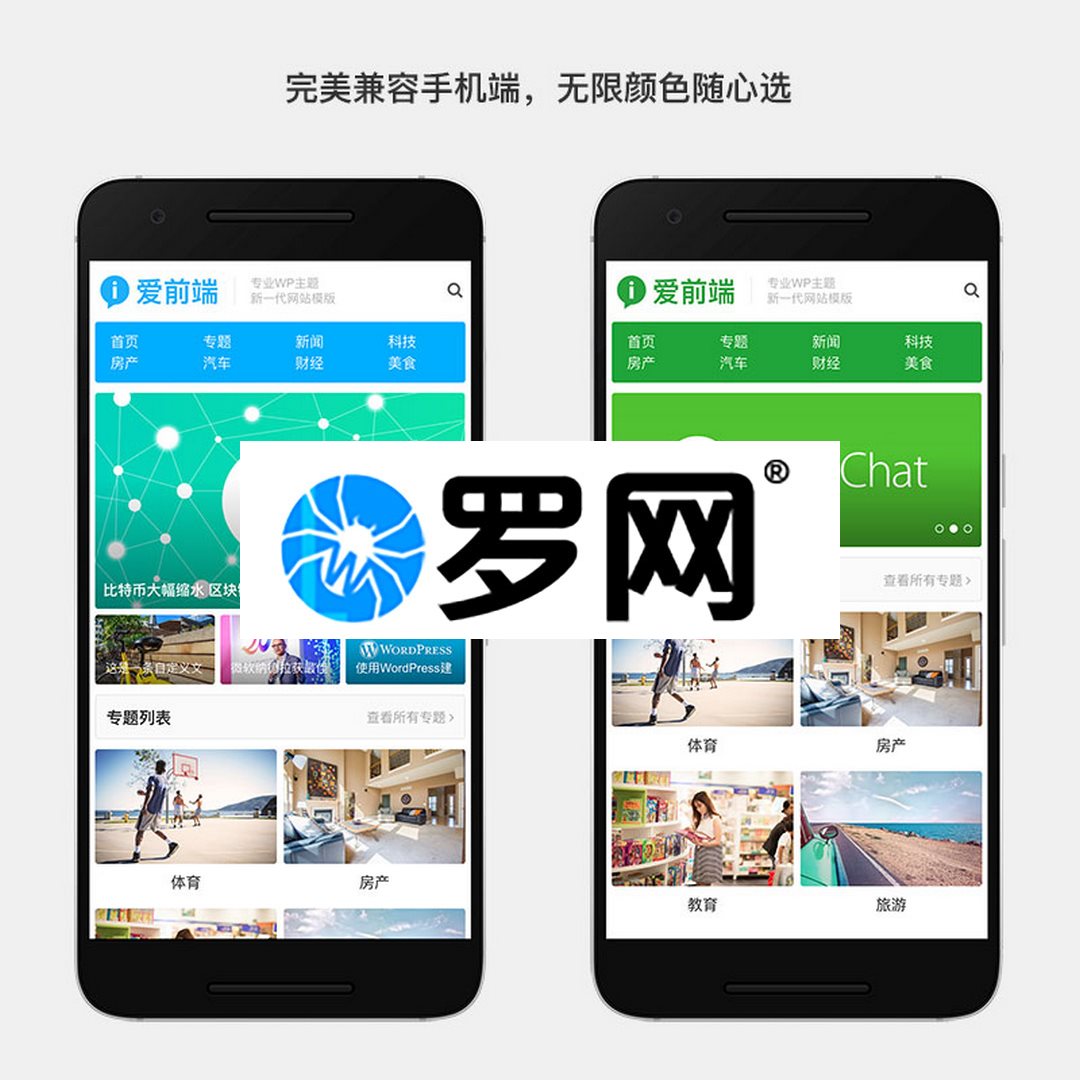 完美兼容手机端，无限颜色随心选
爱前端
专业WP主题
新一代网站模版
首页 专题 新闻 科技
房产 汽车 财经 美食
比特币大幅缩水 区块
这是一条自定义文
微软纳德拉获最佳
WORDPRESS
使用WordPress建
专题列表
查看所有专题
体育
房产
爱前端
专业WP主题
新一代网站模版
首页 专题 新闻 科技
房产 汽车 财经 美食
Chat
查看所有专题
体育
房产
教育
旅游
罗网®